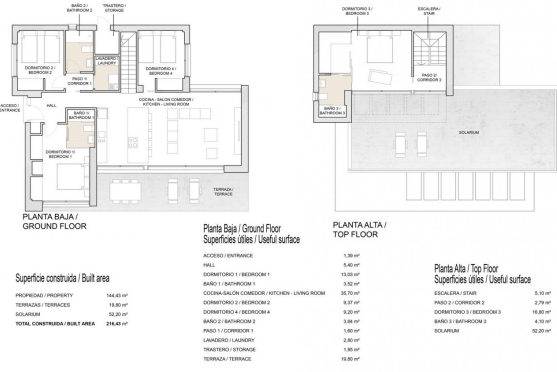 BAÑO 2 /
BATHROOM 2
TRASTERO /
STORAGE
LAVADERO /
LAUNDRY
DORMITORIO 2 /
BEDROOM 2
PASO 1/
CORRIDOR 1
DORMITORIO 4 /
BEDROOM 4
ACCESO /
ENTRANCE
HALL
COCINA - SALON COMEDOR /
KITCHEN - LIVING ROOM
BAÑO 1/
BATHROOM 1
DORMITORIO 1/
BEDROOM 1
TERRAZA /
TERRACE
PLANTA BAJA /
GROUND FLOOR
DORMITORIO 3 /
BEDROOM 3
ESCALERA /
STAIR
PASO 2/
CORRIDOR 2
BAÑO 3 /
BATHROOM 3
SOLARIUM
PLANTA ALTA /
TOP FLOOR
Superficie construida / Built area
PROPIEDAD / PROPERTY 144,43 m²
TERRAZAS / TERRACES 19,80 m²
SOLARIUM 52,20 m²
TOTAL CONSTRUIDA / BUILT AREA 216,43 m²
Planta Baja / Ground Floor
Superficies útiles / Useful surface
ACCESO / ENTRANCE 1,39 m²
HALL 5,40 m²
DORMITORIO 1 / BEDROOM 1 13,03 m²
BAÑO 1 / BATHROOM 1 3,52 m²
COCINA-SALÓN COMEDOR / KITCHEN - LIVING ROOM 35,70 m²
DORMITORIO 2 / BEDROOM 2 9,37 m²
DORMITORIO 4 / BEDROOM 4 9,20 m²
BAÑO 2 / BATHROOM 2 3,84 m²
PASO 1 / CORRIDOR 1 1,60 m²
LAVADERO / LAUNDRY 2,80 m²
TRASTERO / STORAGE 1,95 m²
TERRAZA / TERRACE 19,80 m²
Planta Alta / Top Floor
Superficies útiles / Useful surface
ESCALERA / STAIR 5,10 m²
PASO 2 / CORRIDOR 2 2,79 m²
DORMITORIO 3 / BEDROOM 3 16,80 m²
BAÑO 3 / BATHROOM 3 4,10 m²
SOLARIUM 52,20 m²